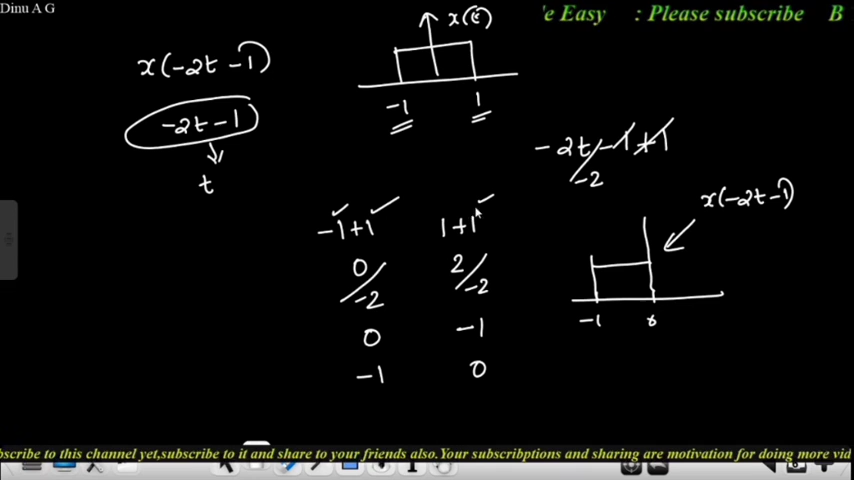 Dinu A G
'e Easy : Please subscribe B
x(-2t-1)
x(t)
-2t-1
-1 1
t
-2t-1+1
-2
x(-2t-1)
-1+1 1+1
0 2
-2 -2
0 -1
-1 0
-1 0
bscribe to this channel yet,subscribe to it and share to your friends also.Your subscribptions and sharing are motivation for doing more vid